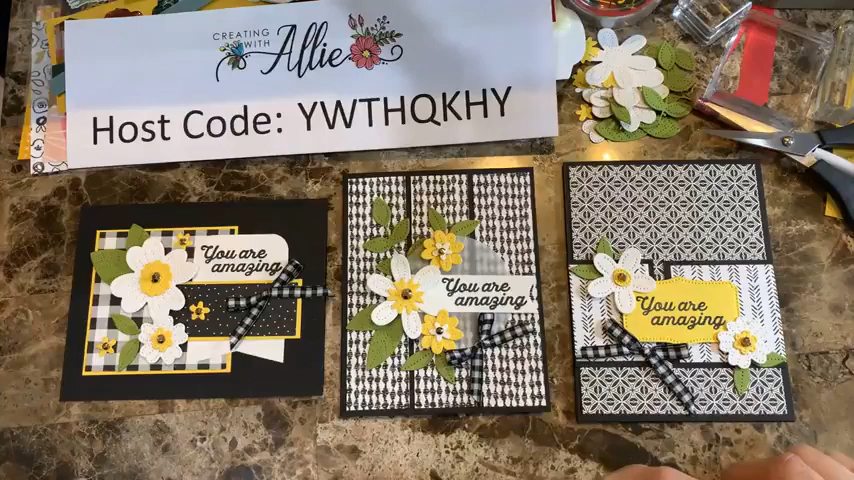 CREATING
WITH
Allie
Host Code: YWTHQKHY
You are
amazing
You are
amazing
You are
amazing